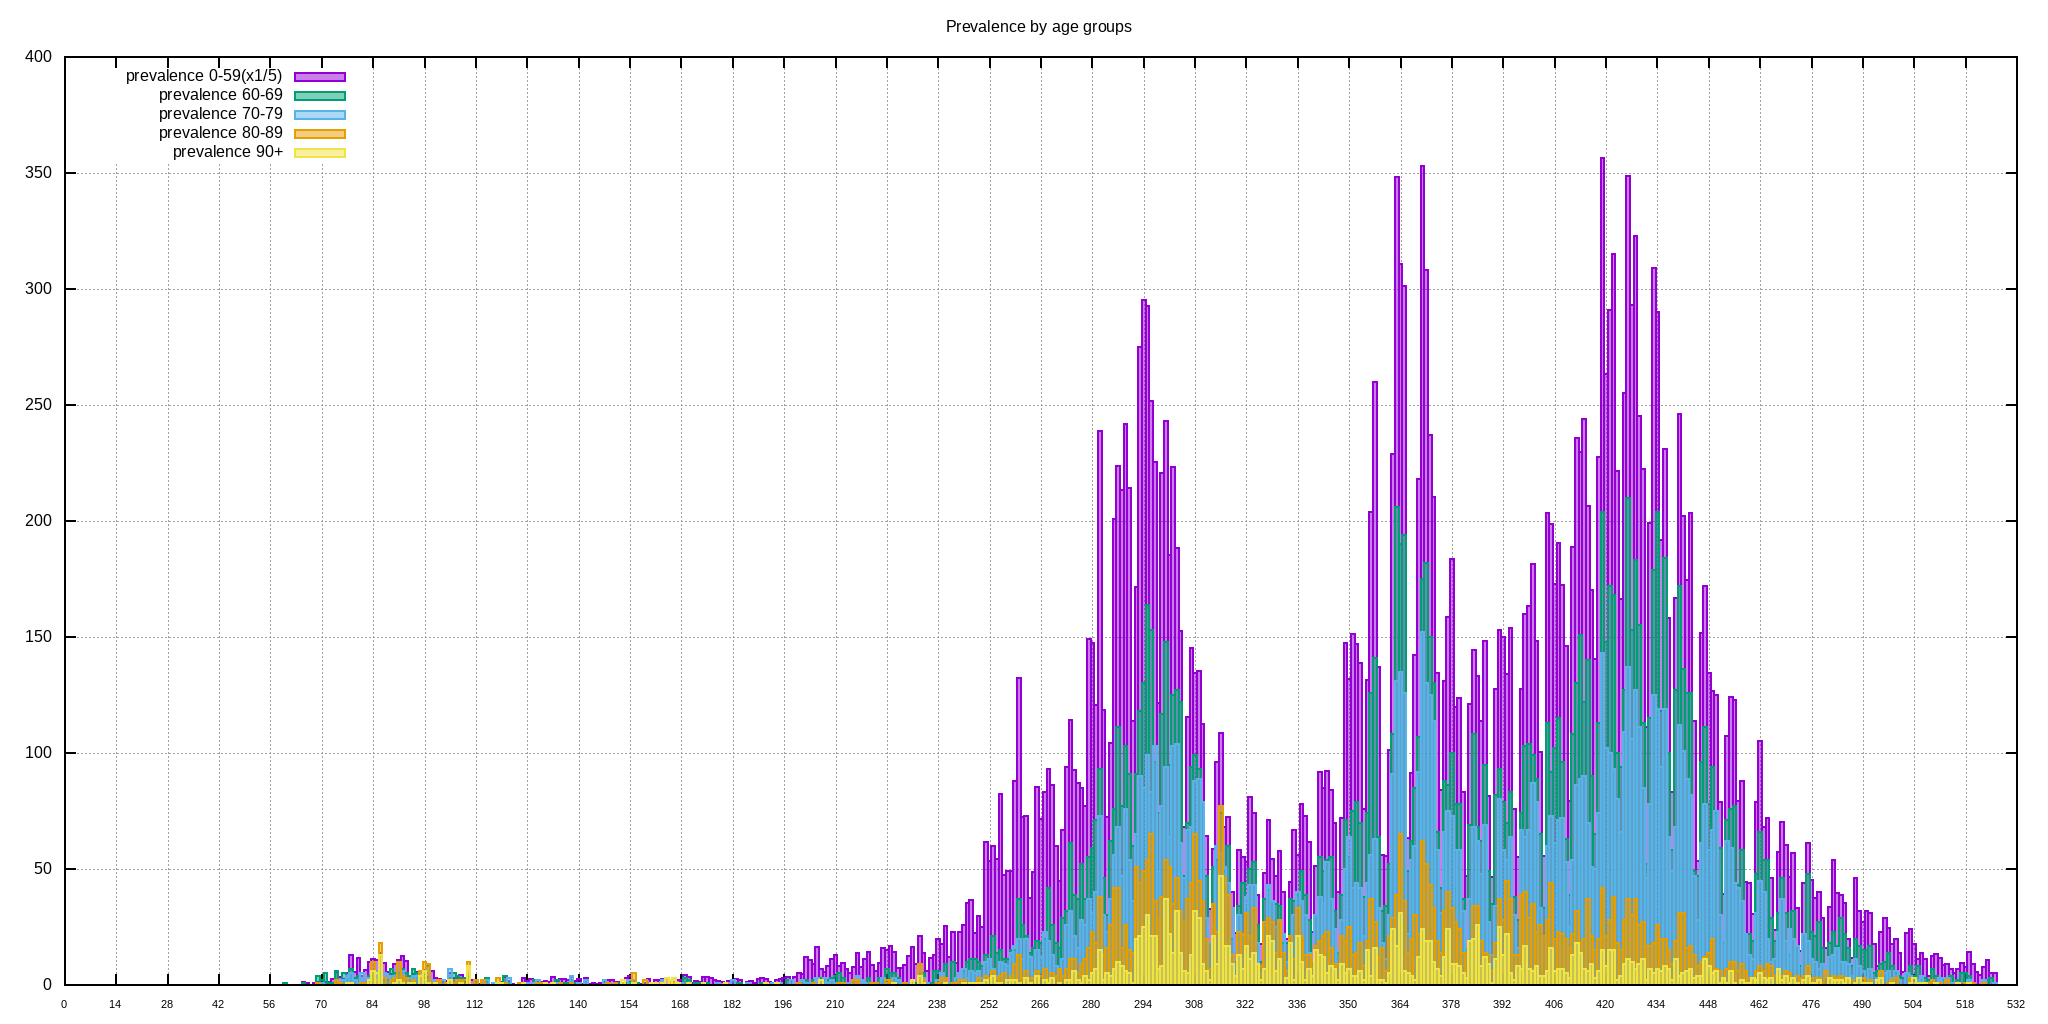 Prevalence by age groups
400
350
300
250
200
150
100
50
0
prevalence 0-59(x1/5)
prevalence 60-69
prevalence 70-79
prevalence 80-89
prevalence 90+
0 14 28 42 56 70 84 98 112 126 140 154 168 182 196 210 224 238 252 266 280 294 308 322 336 350 364 378 392 406 420 434 448 462 476 490 504 518 532